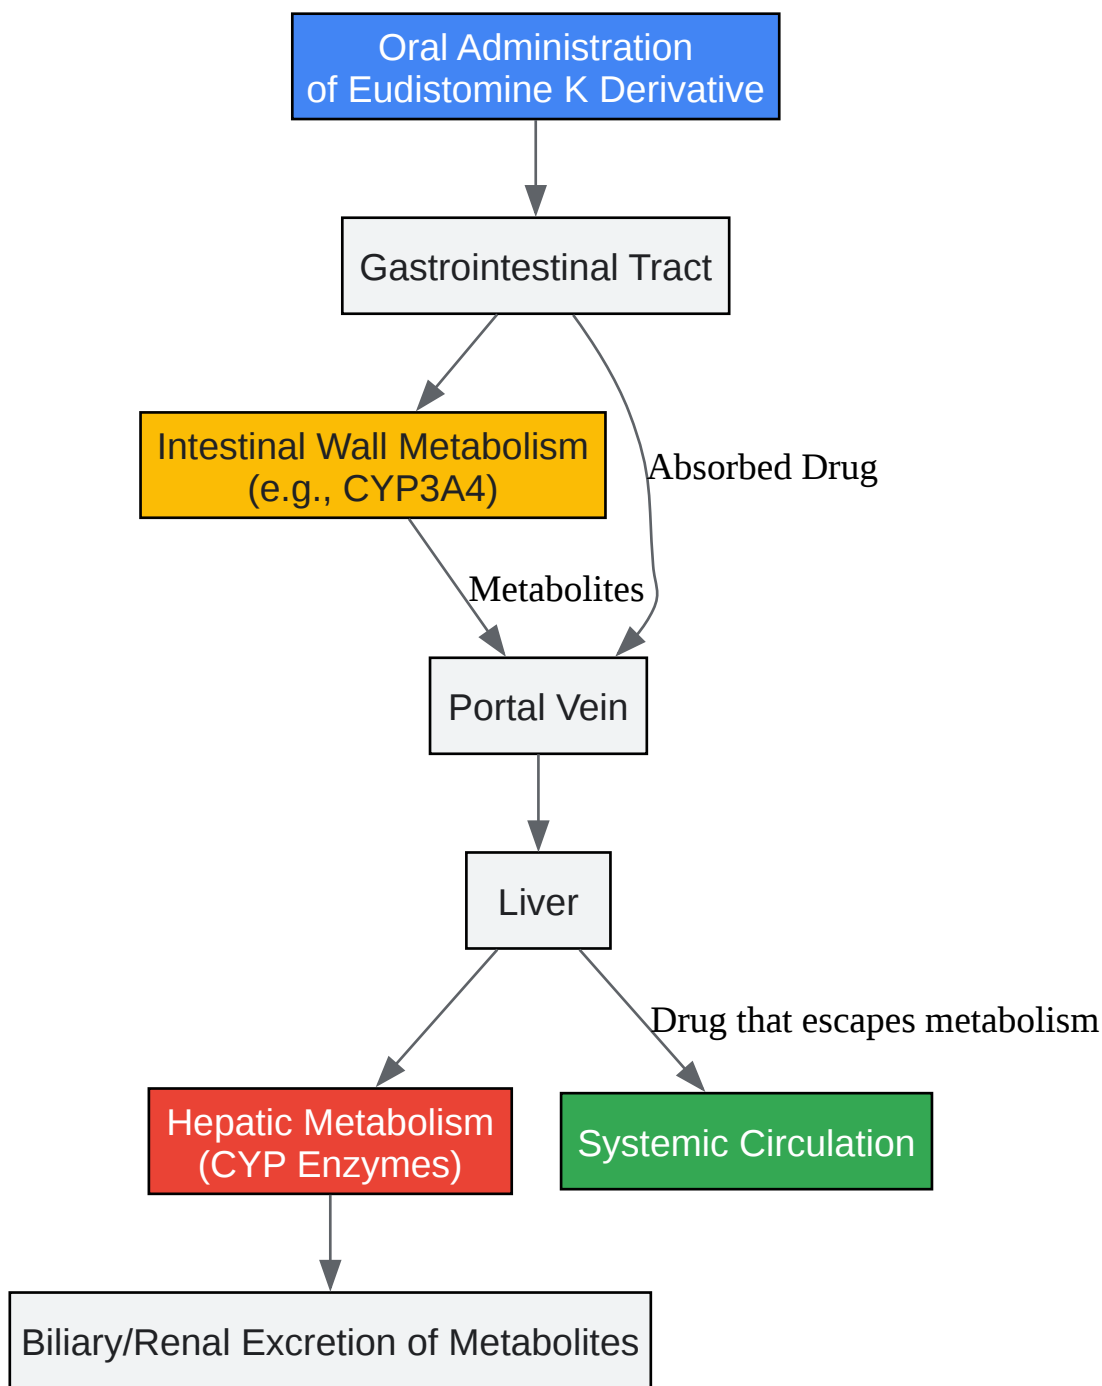 Oral Administration
of Eudistomine K Derivative
Gastrointestinal Tract
Intestinal Wall Metabolism
(e.g., CYP3A4)
Absorbed Drug
Metabolites
Portal Vein
Liver
Drug that escapes metabolism
Hepatic Metabolism
(CYP Enzymes)
Systemic Circulation
Biliary/Renal Excretion of Metabolites